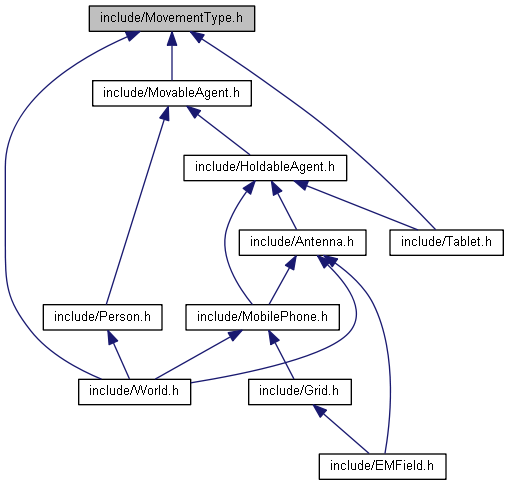 include/MovementType.h
include/MovableAgent.h
include/HoldableAgent.h
include/Antenna.h
include/Tablet.h
include/Person.h
include/MobilePhone.h
include/World.h
include/Grid.h
include/EMField.h